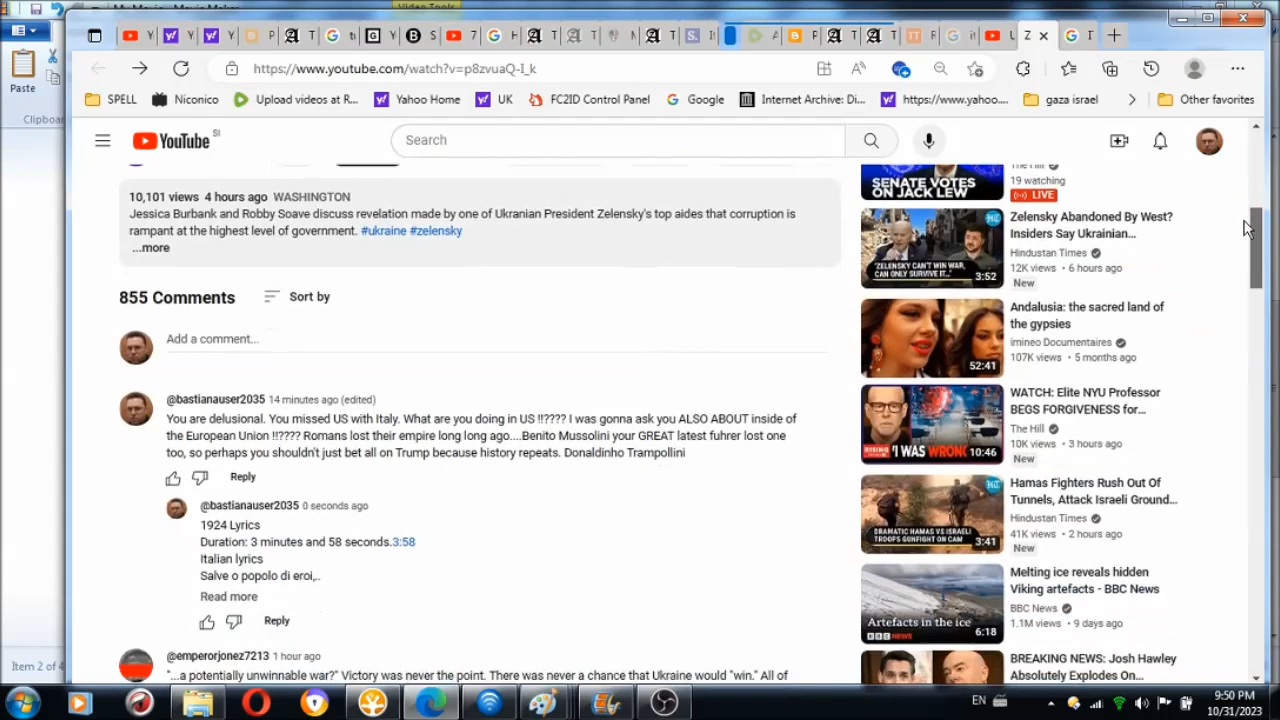 Video Tools
Paste
Clipboar
Item 2 of 4
https://www.youtube.com/watch?v=p8zvuaQ-I_k
SPELL
Niconico
Upload videos at R...
Yahoo Home
UK
FC2ID Control Panel
Google
Internet Archive: Di...
https://www.yahoo....
gaza israel
Other favorites
YouTube SI
Search
10,101 views 4 hours ago WASHINGTON
Jessica Burbank and Robby Soave discuss revelation made by one of Ukranian President Zelensky's top aides that corruption is
rampant at the highest level of government. #ukraine #zelensky
...more
855 Comments
Sort by
Add a comment...
@bastianauser2035 14 minutes ago (edited)
You are delusional. You missed US with Italy. What are you doing in US !!???? I was gonna ask you ALSO ABOUT inside of
the European Union !!???? Romans lost their empire long long ago....Benito Mussolini your GREAT latest fuhrer lost one
too, so perhaps you shouldn't just bet all on Trump because history repeats. Donaldinho Trampollini
Reply
@bastianauser2035 0 seconds ago
1924 Lyrics
Duration: 3 minutes and 58 seconds.3:58
Italian lyrics
Salve o popolo di eroi,..
Read more
Reply
@emperorjonez7213 1 hour ago
"...a potentially unwinnable war?" Victory was never the point. There was never a chance that Ukraine would "win." All of
SENATE VOTES
ON JACK LEW
The Hill
19 watching
LIVE
"ZELENSKY CAN'T WIN WAR,
CAN ONLY SURVIVE IT..."
3:52
Zelensky Abandoned By West?
Insiders Say Ukrainian...
Hindustan Times
12K views • 6 hours ago
New
52:41
Andalusia: the sacred land of
the gypsies
imineo Documentaires
107K views • 5 months ago
RISING
"I WAS WRONG
10:46
WATCH: Elite NYU Professor
BEGS FORGIVENESS for...
The Hill
10K views • 3 hours ago
New
DRAMATIC HAMAS VS ISRAELI
TROOPS GUNFIGHT ON CAM
3:41
Hamas Fighters Rush Out Of
Tunnels, Attack Israeli Ground...
Hindustan Times
41K views • 2 hours ago
New
Artefacts in the ice
BBC NEWS
6:18
Melting ice reveals hidden
Viking artefacts - BBC News
BBC News
1.1M views • 9 days ago
BREAKING NEWS: Josh Hawley
Absolutely Explodes On...
EN
9:50 PM
10/31/2023